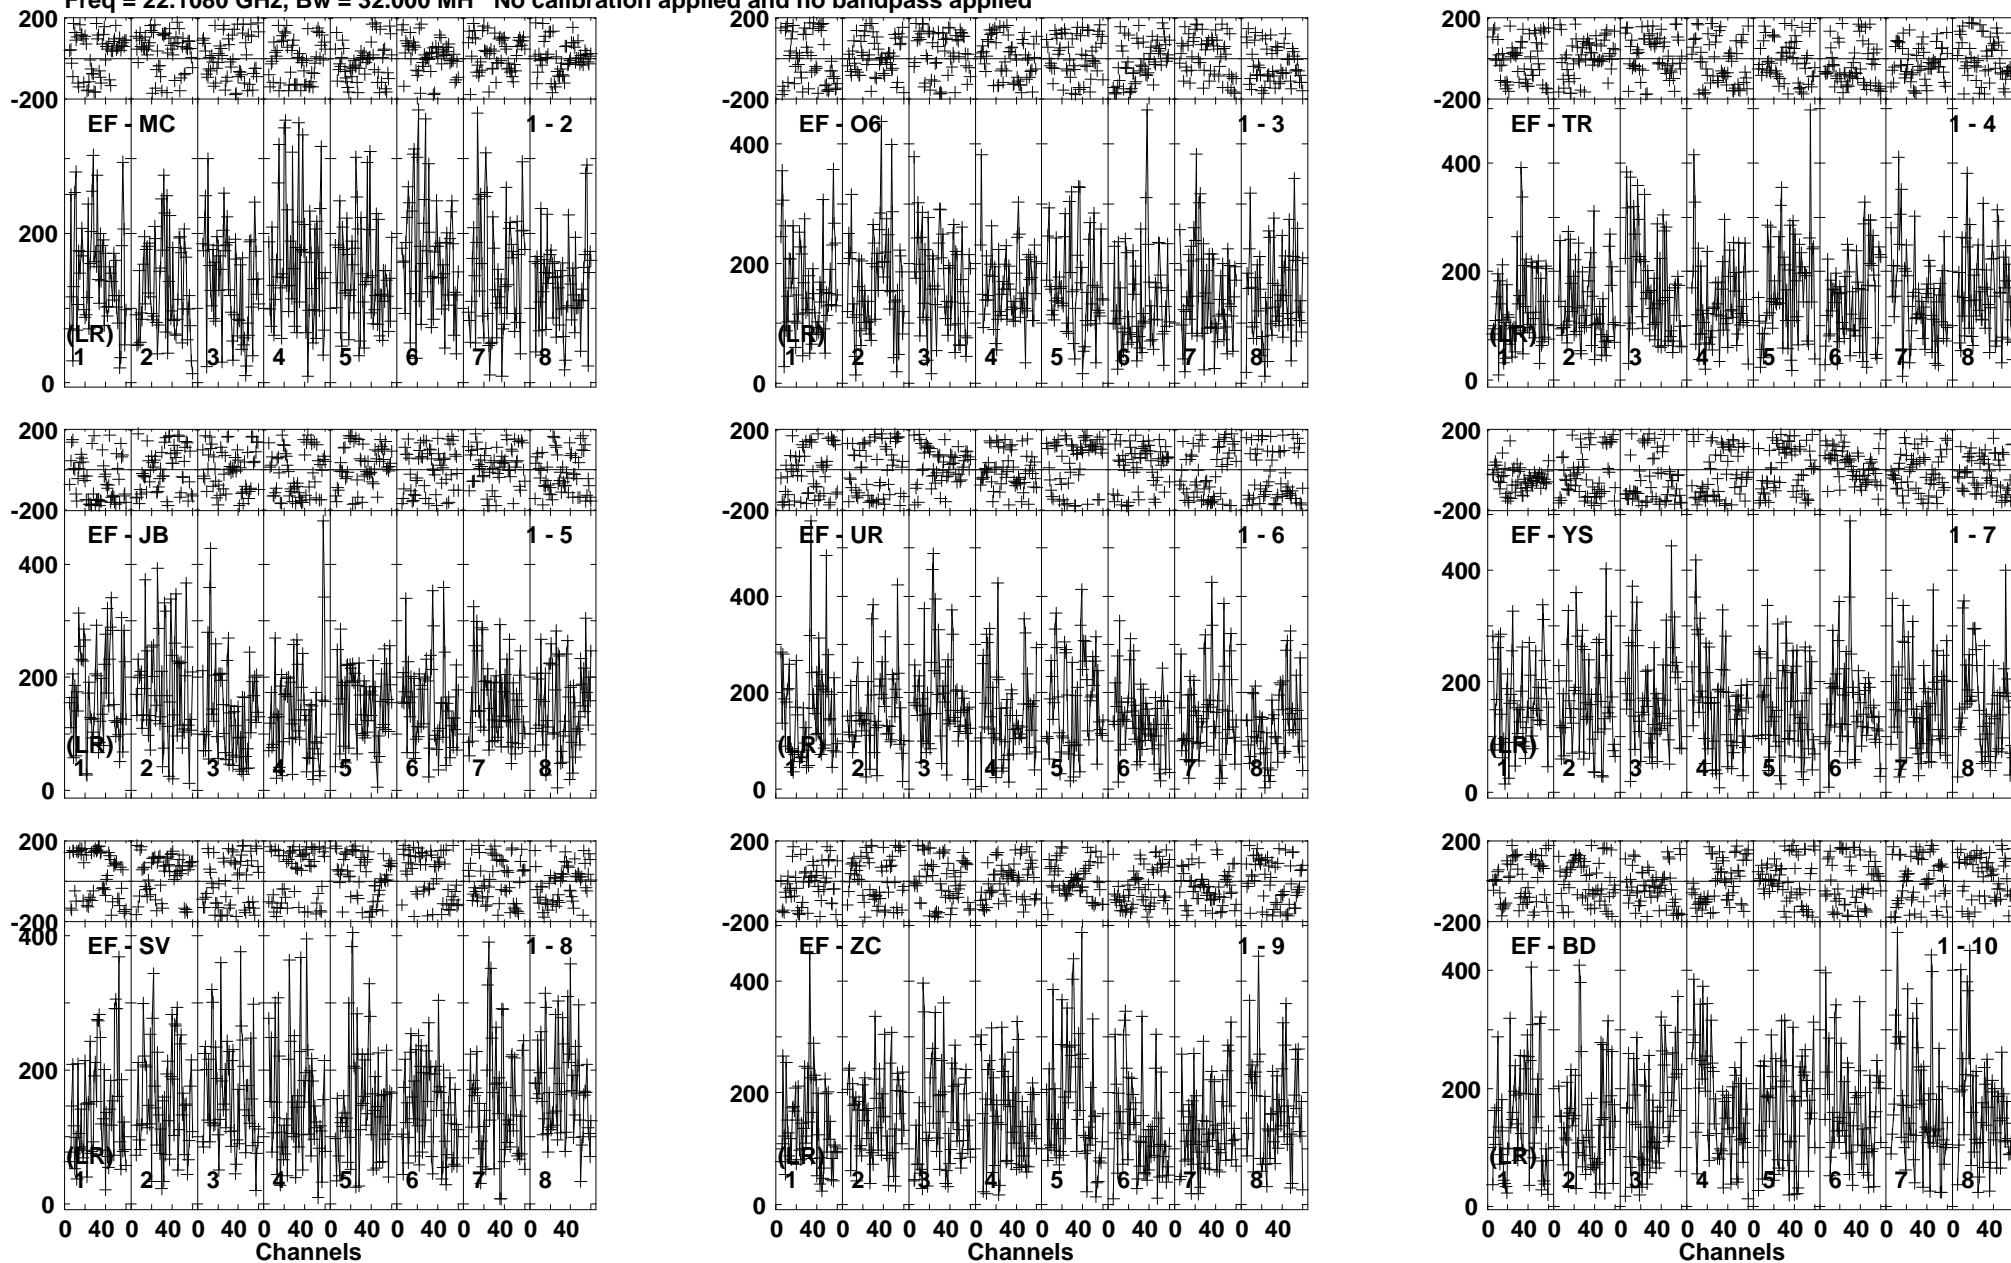 Freq = 22.1080 GHz, Bw = 32.000 MH No calibration applied and no bandpass applied
200 200 200
-200 -200 -200
EF - MC 1 - 2 EF - O6 1 - 3 EF - TR 1 - 4
400 400
200 200 200
(LR) (LR) (LR)
1 2 3 4 5 6 7 8 1 2 3 4 5 6 7 8 1 2 3 4 5 6 7 8
0 0 0
200 200 200
-200 -200 -200
EF - JB 1 - 5 EF - UR 1 - 6 EF - YS 1 - 7
400 400 400
200 200 200
(LR) (LR) (LR)
1 2 3 4 5 6 7 8 1 2 3 4 5 6 7 8 1 2 3 4 5 6 7 8
0 0 0
200 200 200
-200 -200 -200
EF - SV 1 - 8 EF - ZC 1 - 9 EF - BD 1 - 10
400 400 400
200 200 200
(LR) (LR) (LR)
1 2 3 4 5 6 7 8 1 2 3 4 5 6 7 8 1 2 3 4 5 6 7 8
0 0 0
0 40 0 40 0 40 0 40 0 40 0 40 0 40 0 40 0 40 0 40 0 40 0 40 0 40 0 40 0 40 0 40 0 40 0 40 0 40 0 40 0 40 0 40 0 40 0 40
Channels Channels Channels